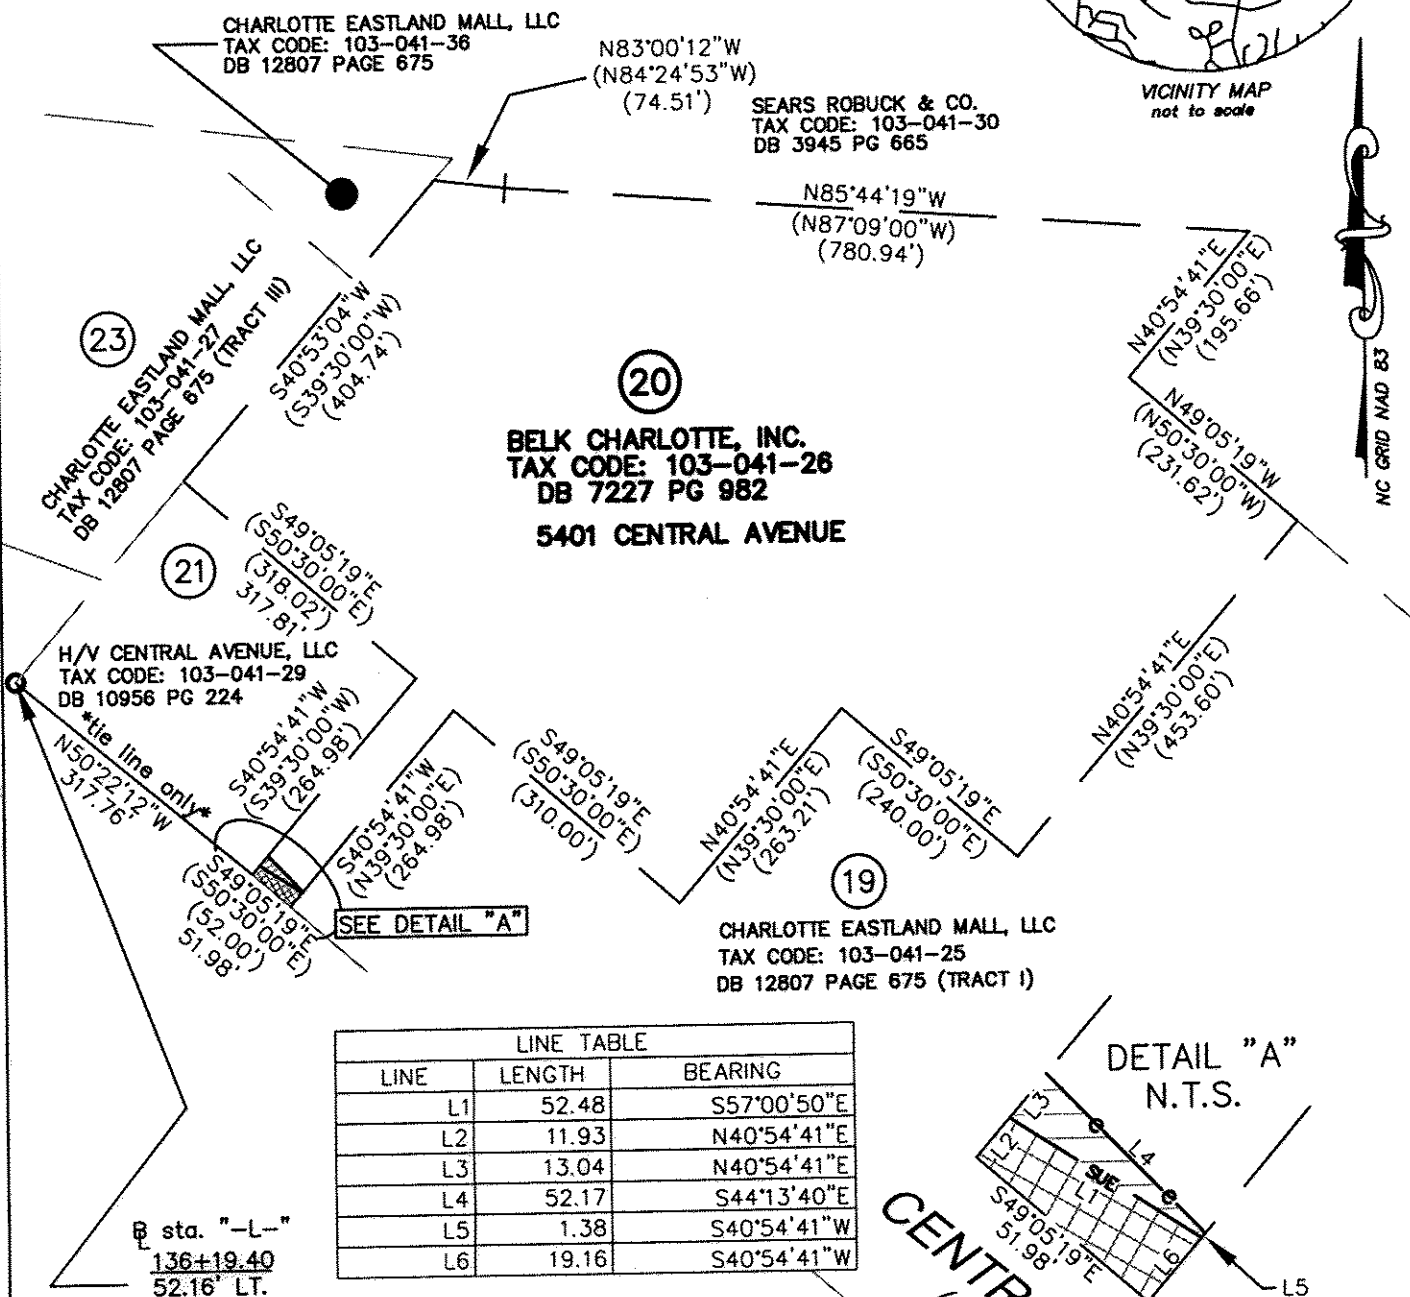 CHARLOTTE EASTLAND MALL, LLC
TAX CODE: 103-041-36
DB 12807 PAGE 675
N83°00'12"W
(N84°24'53"W)
(74.51')
SEARS ROBUCK & CO.
TAX CODE: 103-041-30
DB 3945 PG 665
VICINITY MAP
not to scale
N85°44'19"W
(N87°09'00"W)
(780.94')
N40°54'41"E
(N39°30'00"E)
(195.66')
NC GRID NAD 83
23
CHARLOTTE EASTLAND MALL, LLC
TAX CODE: 103-041-27
DB 12807 PAGE 675 (TRACT III)
S40°53'04"W
(S39°30'00"W)
(404.74')
20
BELK CHARLOTTE, INC.
TAX CODE: 103-041-26
DB 7227 PG 982
5401 CENTRAL AVENUE
N49°05'19"W
(N50°30'00"W)
(231.62')
21
S49°05'19"E
(S50°30'00"E)
(318.02')
317.81'
H/V CENTRAL AVENUE, LLC
TAX CODE: 103-041-29
DB 10956 PG 224
*tie line only*
N50°22'12"W
317.76'
S40°54'41"W
(S39°30'00"W)
(264.98')
S40°54'41"W
(N39°30'00"E)
(264.98')
S49°05'19"E
(S50°30'00"E)
(310.00')
N40°54'41"E
(N39°30'00"E)
(263.21')
S49°05'19"E
(S50°30'00"E)
(240.00')
N40°54'41"E
(N39°30'00"E)
(453.60')
S49°05'19"E
(S50°30'00"E)
(52.00')
51.98'
SEE DETAIL "A"
19
CHARLOTTE EASTLAND MALL, LLC
TAX CODE: 103-041-25
DB 12807 PAGE 675 (TRACT I)
LINE TABLE
LINE LENGTH BEARING
L1 52.48 S57°00'50"E
L2 11.93 N40°54'41"E
L3 13.04 N40°54'41"E
L4 52.17 S44°13'40"E
L5 1.38 S40°54'41"W
L6 19.16 S40°54'41"W
DETAIL "A"
N.T.S.
L3
L2
L4
SUE
L1
L6
L5
S49°05'19"E
51.98'
CENTR
BL sta. "-L-"
136+19.40
52.16' LT.